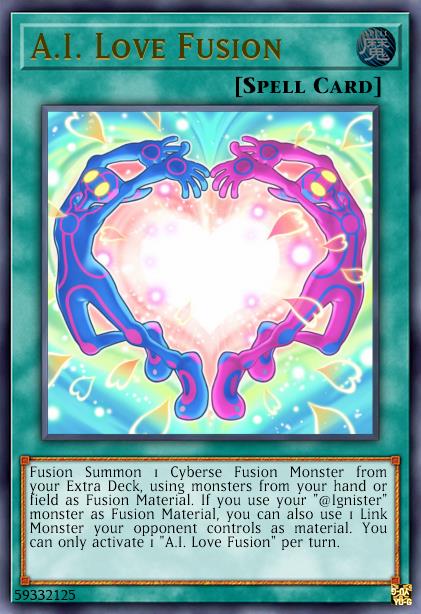 A.I. Love Fusion
魔
[Spell Card]
Fusion Summon 1 Cyberse Fusion Monster from
your Extra Deck, using monsters from your hand or
field as Fusion Material. If you use your "@Ignister"
monster as Fusion Material, you can also use 1 Link
Monster your opponent controls as material. You
can only activate 1 "A.I. Love Fusion" per turn.
59332125